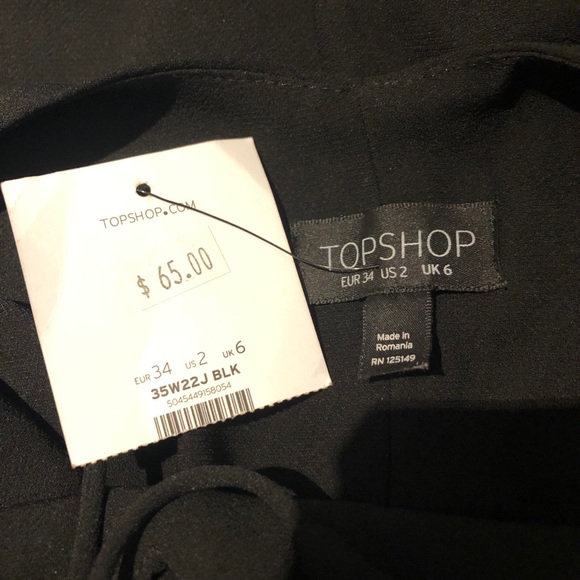 TOPSHOP.COM
$ 65.00
EUR 34 US 2 UK 6
35W22J BLK
5045449158054
TOPSHOP
EUR 34 US 2 UK 6
Made in
Romania
RN 125149